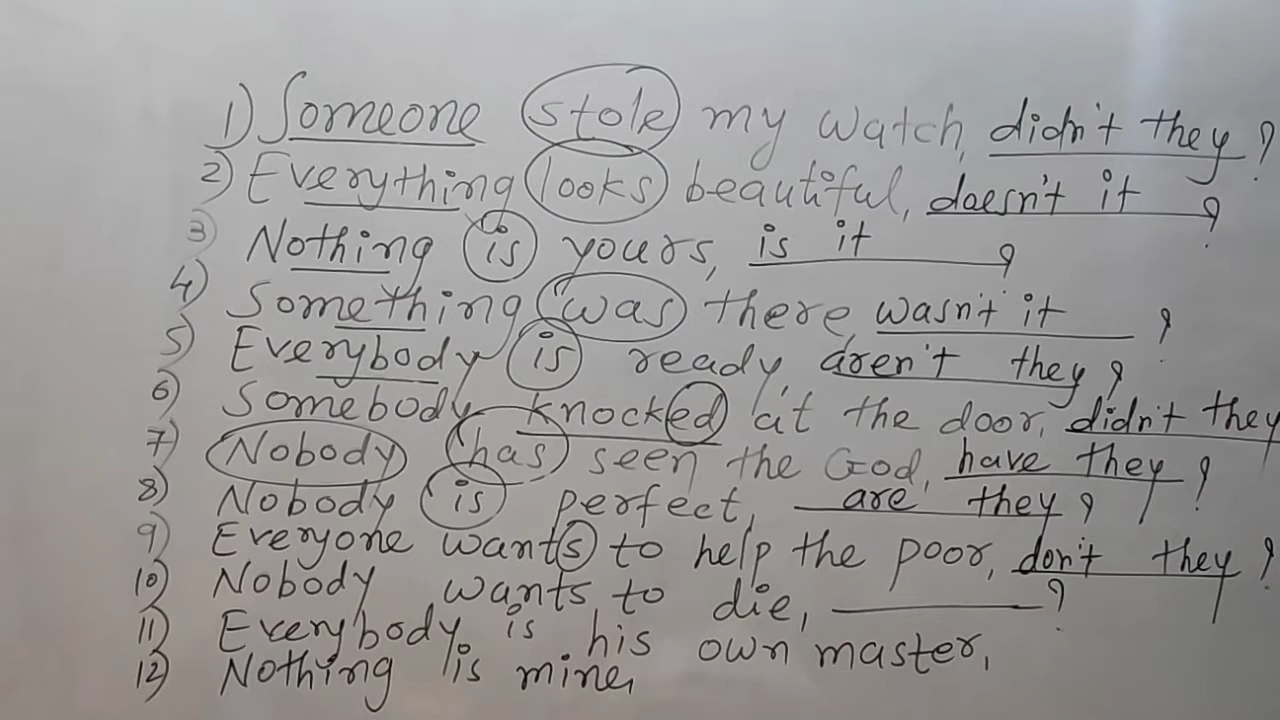 1) Someone stole my watch, didn't they ?
2) Everything looks beautiful, doesn't it ?
3) Nothing is yours, is it ?
4) Something was there, wasn't it ?
5) Everybody is ready, aren't they ?
6) Somebody knocked at the door, didn't they
7) Nobody has seen the God, have they ?
8) Nobody is perfect, are they ?
9) Everyone wants to help the poor, don't they ?
10) Nobody wants to die, ________ ?
11) Everybody is his own master,
12) Nothing is mine,